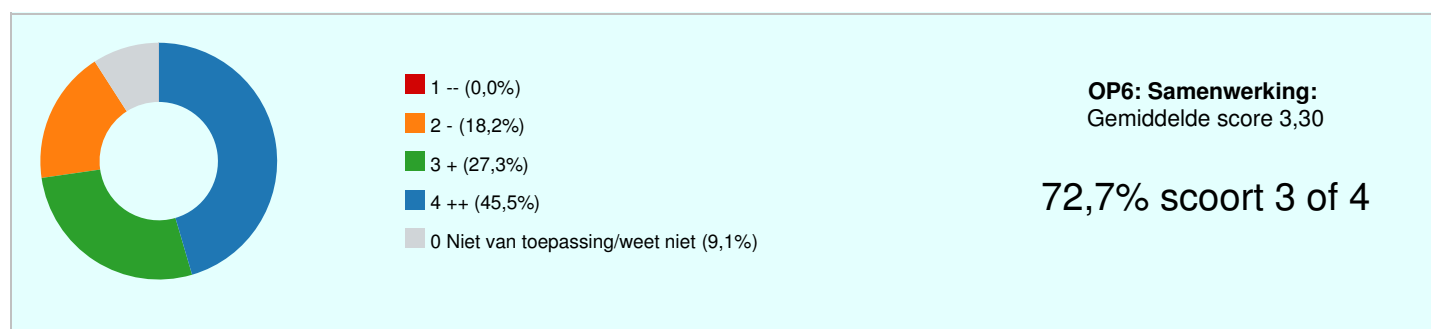 1 -- (0,0%)
2 - (18,2%)
3 + (27,3%)
4 ++ (45,5%)
0 Niet van toepassing/weet niet (9,1%)
OP6: Samenwerking:
Gemiddelde score 3,30
72,7% scoort 3 of 4